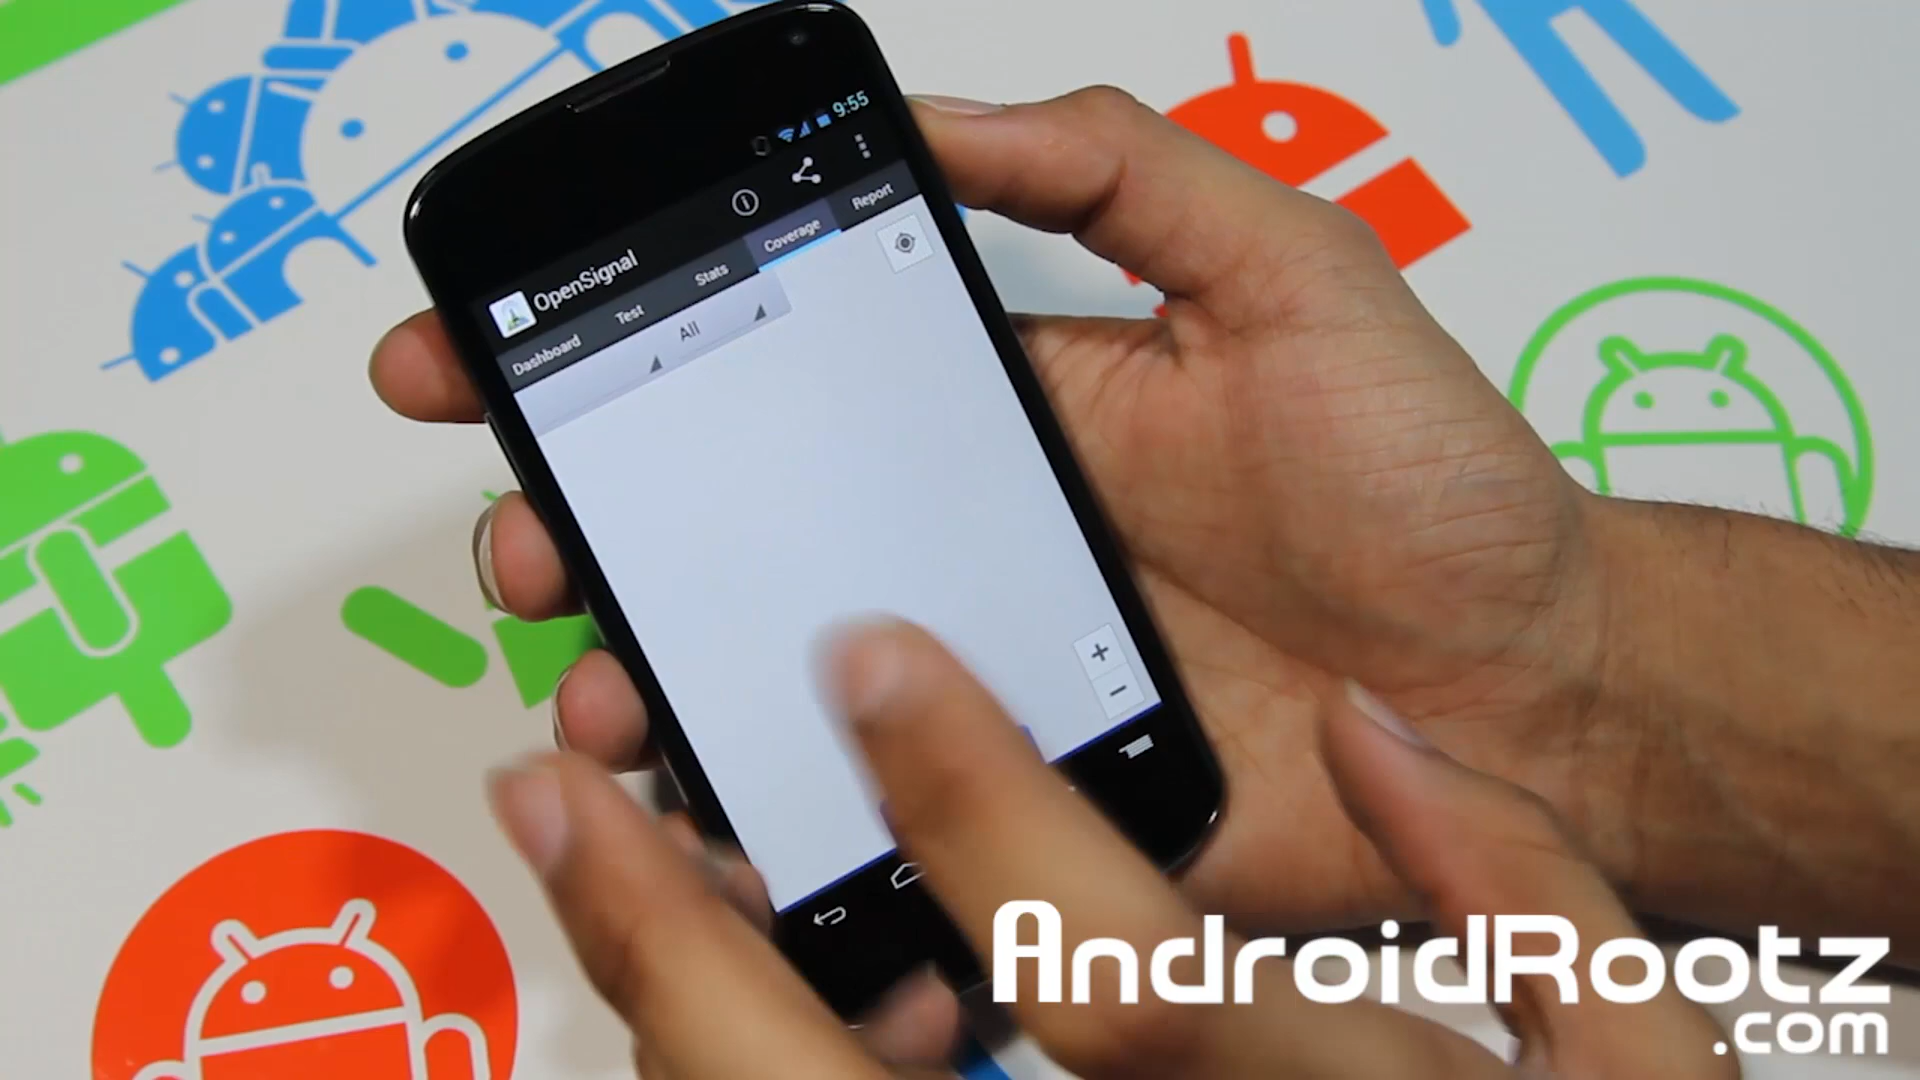 9:55
OpenSignal
Dashboard Test Stats Coverage Report
All
AndroidRootz
.com